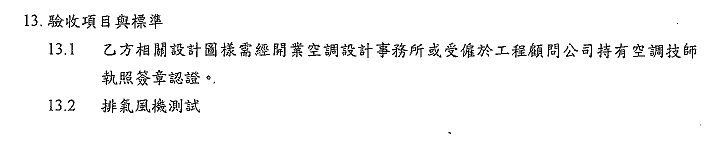 13. 驗收項目與標準
13.1 乙方相關設計圖樣需經開業空調設計事務所或受僱於工程顧問公司持有空調技師
執照簽章認證。
13.2 排氣風機測試